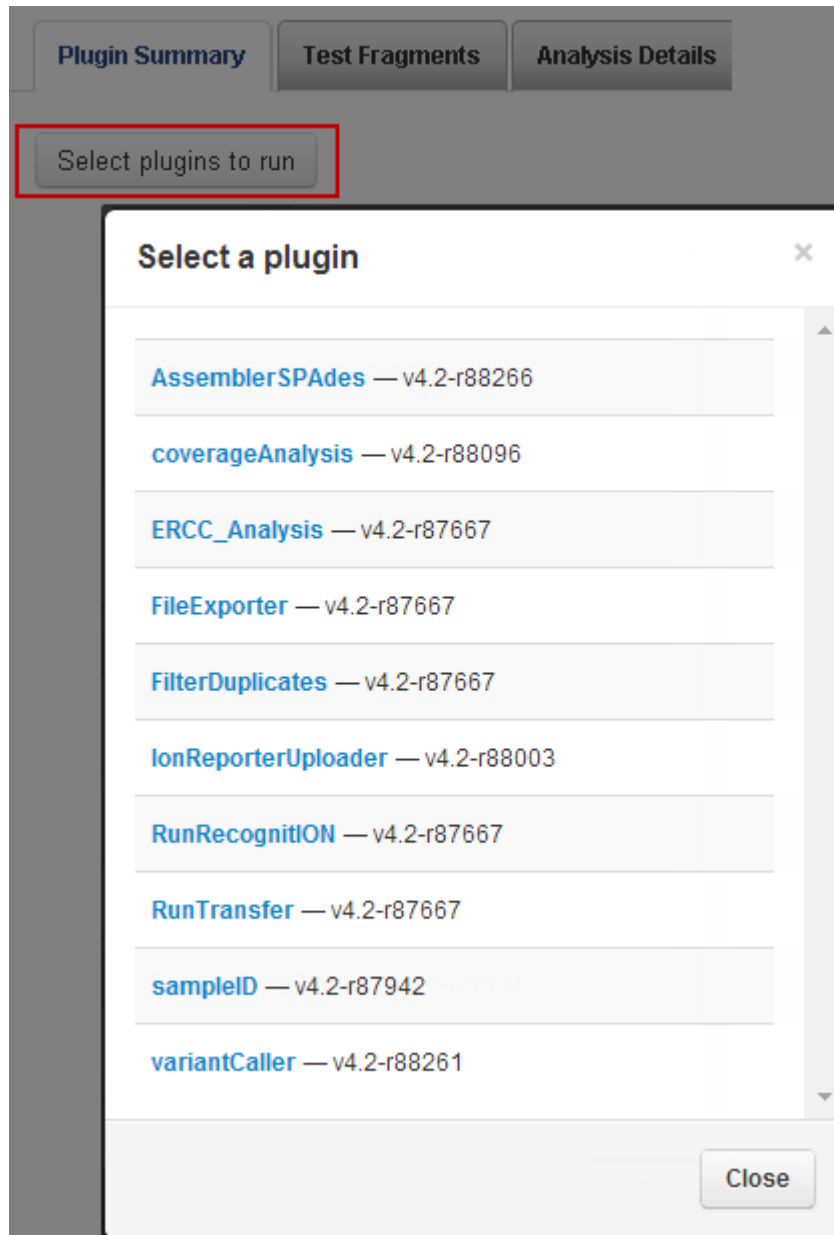 Plugin Summary Test Fragments Analysis Details
Select plugins to run
Select a plugin ×
AssemblerSPAdes — v4.2-r88266
coverageAnalysis — v4.2-r88096
ERCC_Analysis — v4.2-r87667
FileExporter — v4.2-r87667
FilterDuplicates — v4.2-r87667
IonReporterUploader — v4.2-r88003
RunRecognitION — v4.2-r87667
RunTransfer — v4.2-r87667
sampleID — v4.2-r87942
variantCaller — v4.2-r88261
Close